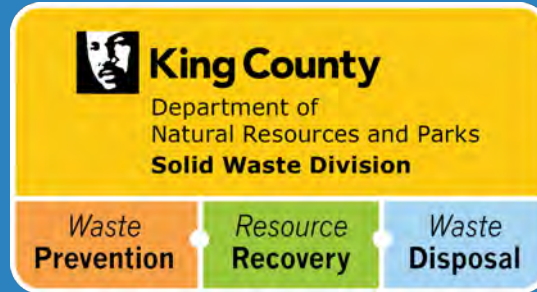 King County
Department of
Natural Resources and Parks
Solid Waste Division
Waste Resource Waste
Prevention Recovery Disposal